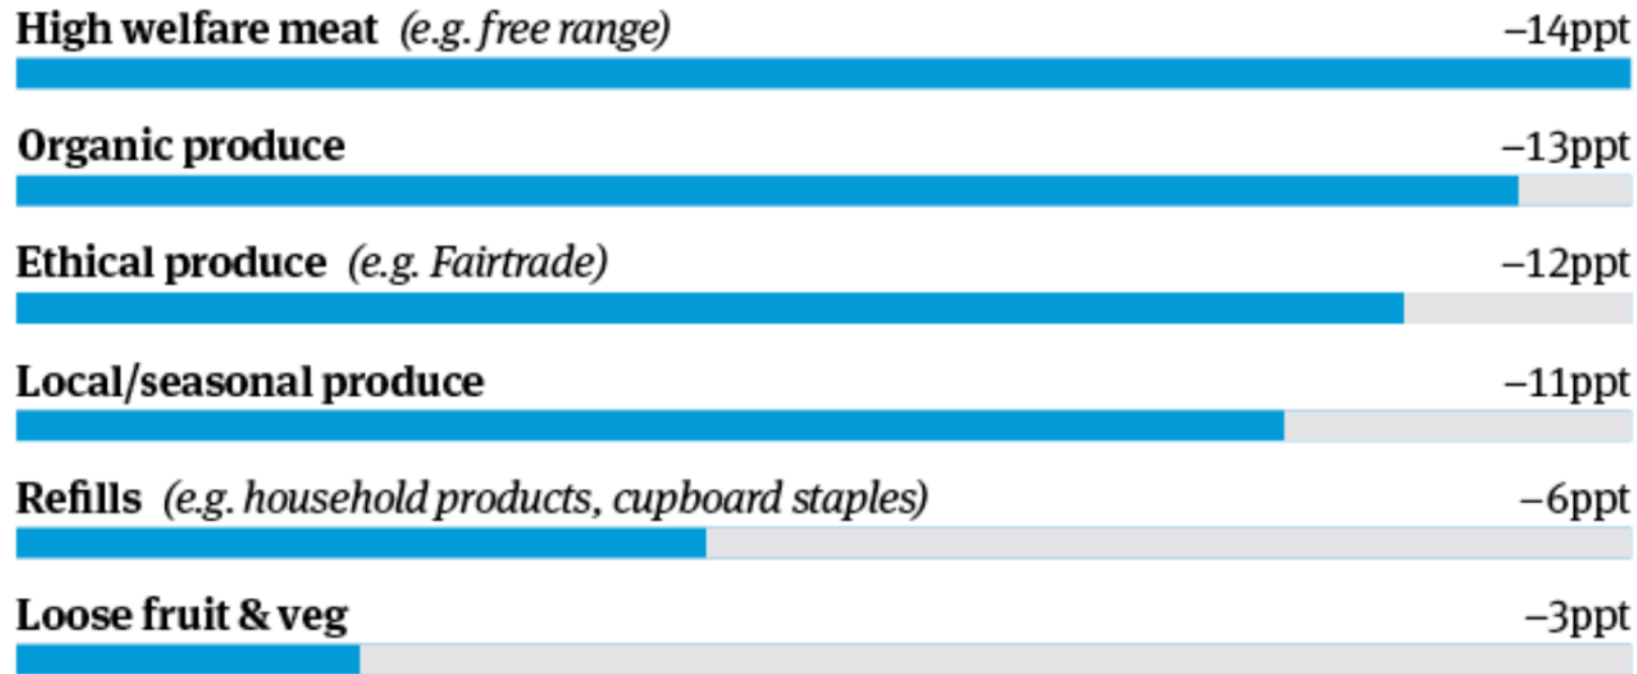 High welfare meat (e.g. free range) –14ppt
Organic produce –13ppt
Ethical produce (e.g. Fairtrade) –12ppt
Local/seasonal produce –11ppt
Refills (e.g. household products, cupboard staples) –6ppt
Loose fruit & veg –3ppt